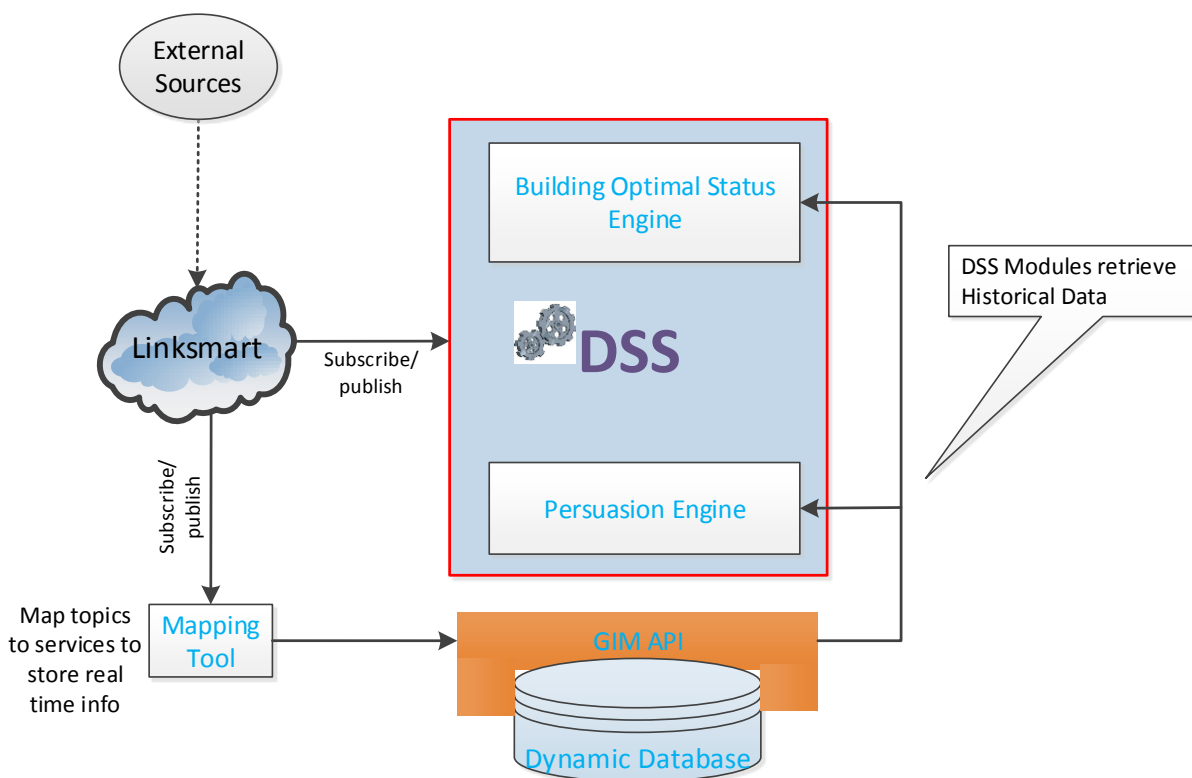 External
Sources
Building Optimal Status
Engine
DSS Modules retrieve
Historical Data
Linksmart
Subscribe/
publish
DSS
Subscribe/
publish
Persuasion Engine
Map topics
to services to
store real
time info
Mapping
Tool
GIM API
Dynamic Database